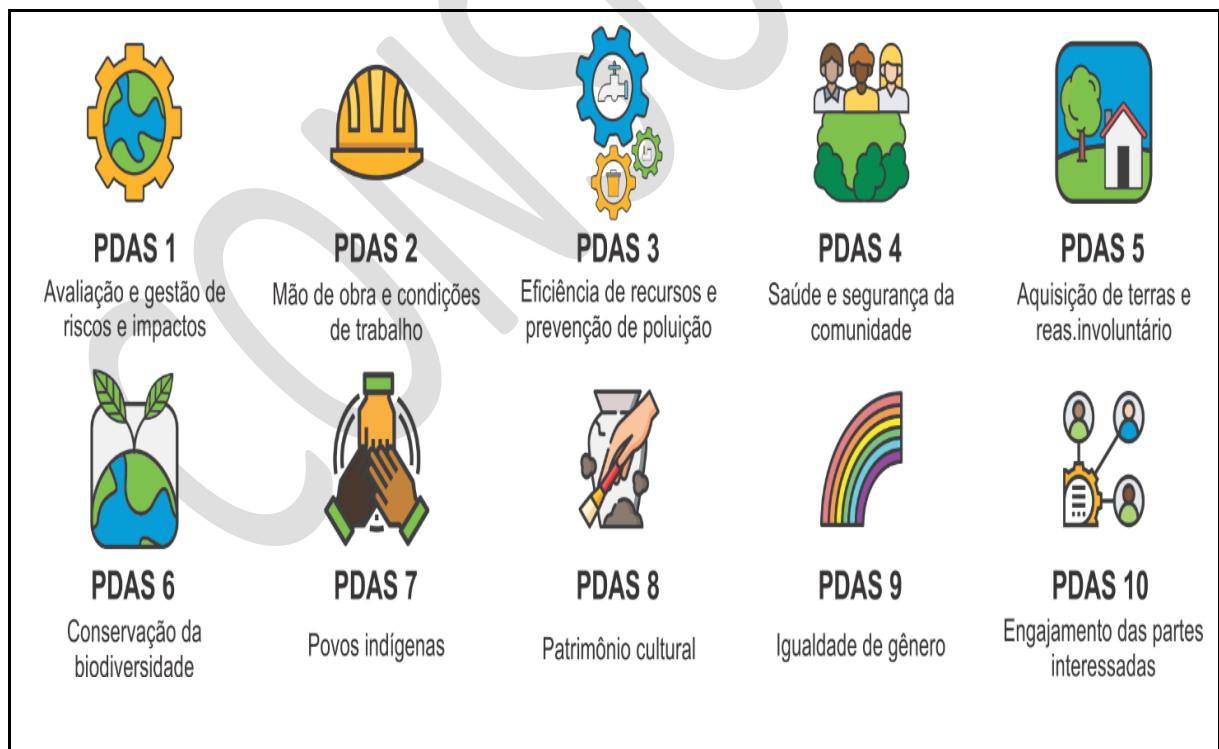 PDAS 1
Avaliação e gestão de
riscos e impactos
PDAS 2
Mão de obra e condições
de trabalho
PDAS 3
Eficiência de recursos e
prevenção de poluição
PDAS 4
Saúde e segurança da
comunidade
PDAS 5
Aquisição de terras e
reas.involuntário
PDAS 6
Conservação da
biodiversidade
PDAS 7
Povos indígenas
PDAS 8
Patrimônio cultural
PDAS 9
Igualdade de gênero
PDAS 10
Engajamento das partes
interessadas